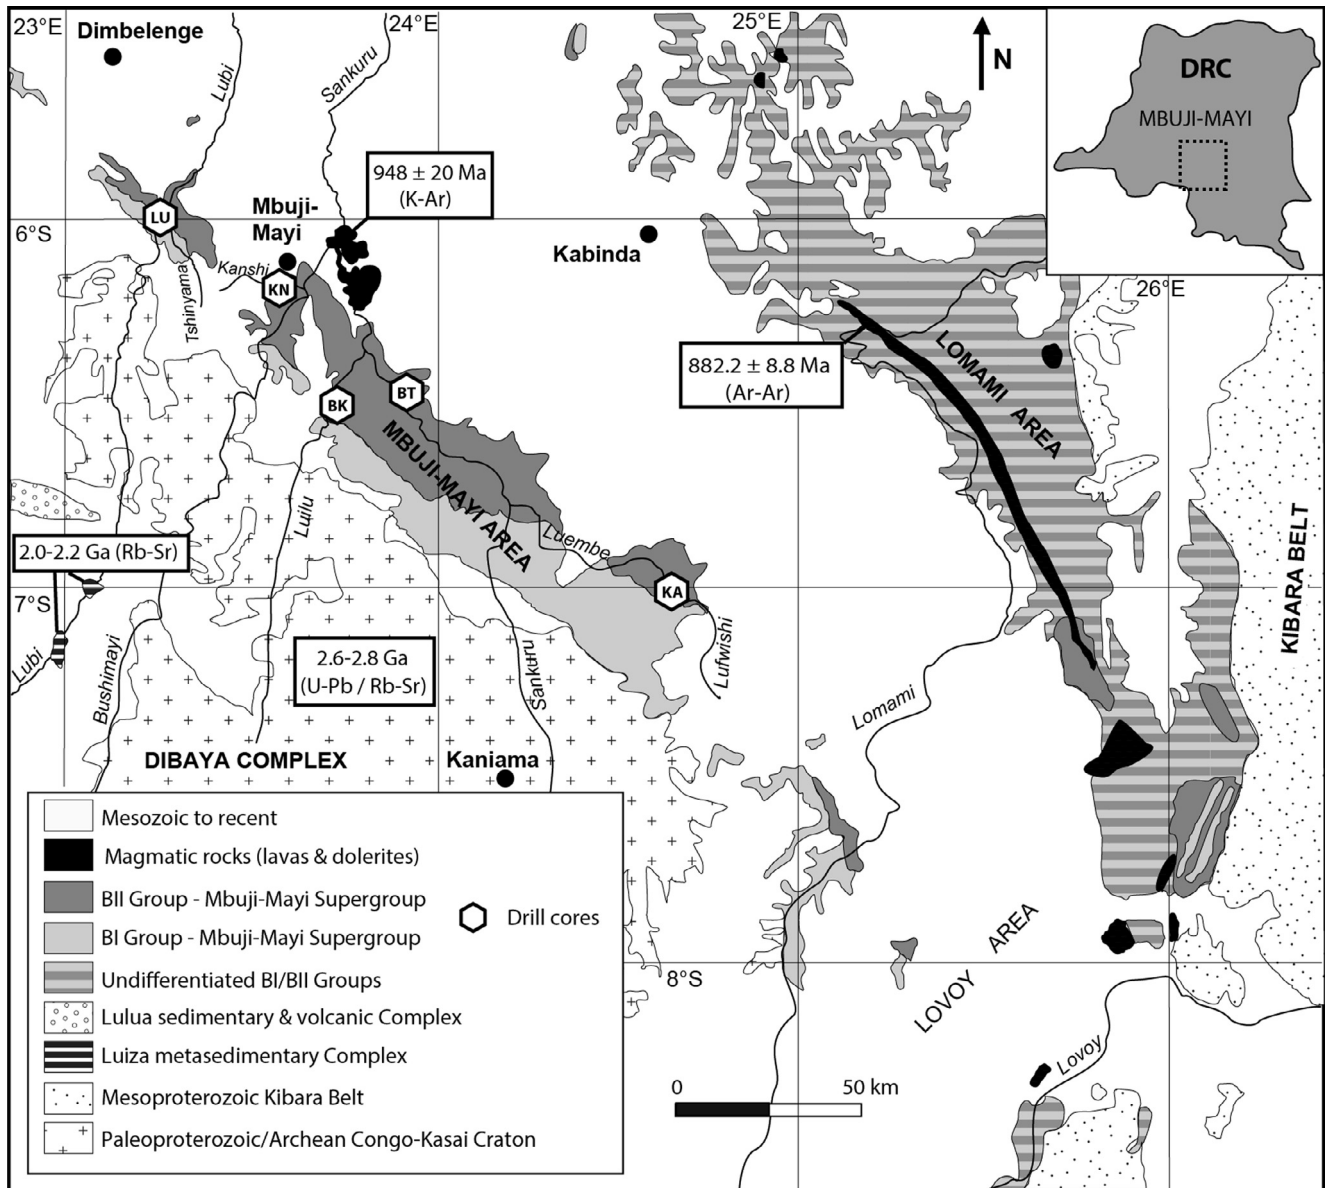 23°E
Dimbelenge
24°E
25°E
N
DRC
MBUJI-MAYI
Lubi
Sankuru
948 ± 20 Ma
(K-Ar)
LU
Mbuji-
Mayi
6°S
Kabinda
Kanshi
KN
Tshinyama
26°E
882.2 ± 8.8 Ma
(Ar-Ar)
LOMAMI AREA
BT
BK
MBUJI-MAYI AREA
Luilu
Luembe
2.0-2.2 Ga (Rb-Sr)
KA
7°S
KIBARA BELT
Lubi
Bushimayi
2.6-2.8 Ga
(U-Pb / Rb-Sr)
Sankuru
Lufwishi
Lomami
DIBAYA COMPLEX
Kaniama
Mesozoic to recent
Magmatic rocks (lavas & dolerites)
BII Group - Mbuji-Mayi Supergroup
Drill cores
BI Group - Mbuji-Mayi Supergroup
Undifferentiated BI/BII Groups
Lulua sedimentary & volcanic Complex
Luiza metasedimentary Complex
Mesoproterozoic Kibara Belt
Paleoproterozoic/Archean Congo-Kasai Craton
8°S
LOVOY AREA
Lovoy
0 50 km